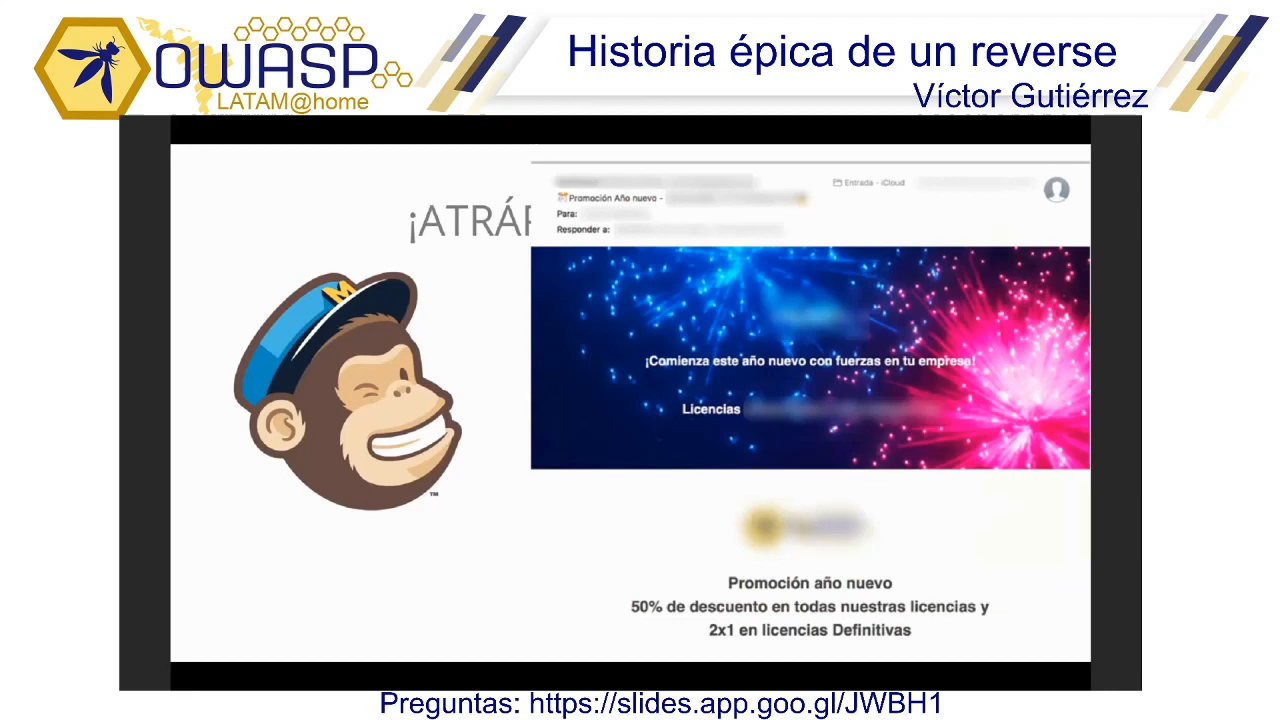 OWASP
LATAM@home
Historia épica de un reverse
Víctor Gutiérrez
¡ATRÁ
Entrada - iCloud
Promoción Año nuevo -
Para:
Responder a:
¡Comienza este año nuevo con fuerzas en tu empresa!
Licencias
M
TM
Promoción año nuevo
50% de descuento en todas nuestras licencias y
2x1 en licencias Definitivas
Preguntas: https://slides.app.goo.gl/JWBH1